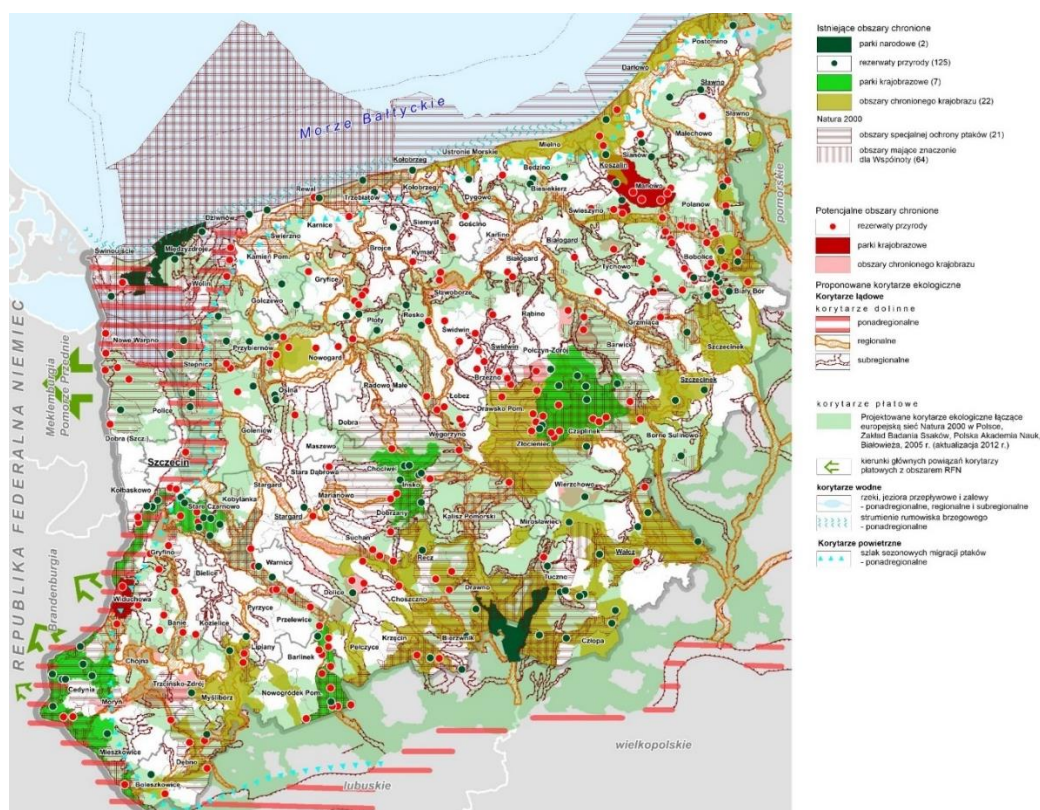 Morze Bałtyckie
REPUBLIKA FEDERALNA NIEMIEC
Meklemburgia
Pomorze Przednie
Brandenburgia
pomorskie
wielkopolskie
lubuskie
Postomino
Darłowo
Sławno
Sławno
Malechowo
Mielno
Sianów
Koszalin
Manowo
Ustronie Morskie
Będzino
Kołobrzeg
Biesiekierz
Polanów
Świeszyno
Rewal
Trzebiatów
Kołobrzeg
Dygowo
Dziwnów
Karnice
Siemyśl
Gościno
Karlino
Białogard
Bobolice
Świerzno
Świnoujście
Międzyzdroje
Kamień Pom.
Brojce
Rymań
Białogard
Tychowo
Wolin
Gryfice
Biały Bór
Golczewo
Sławoborze
Płoty
Resko
Rąbino
Grzmiąca
Nowe Warpno
Świdwin
Świdwin
Szczecinek
Przybiernów
Barwice
Stepnica
Nowogard
Połczyn-Zdrój
Brzeżno
Szczecinek
Osina
Radowo Małe
Łobez
Drawsko Pom.
Police
Dobra
Czaplinek
Goleniów
Węgorzyno
Borne Sulinowo
Dobra (Szcz.)
Złocieniec
Maszewo
Szczecin
Chociwel
Stara Dąbrowa
Ińsko
Wierzchowo
Kołbaskowo
Kobylanka
Stargard
Marianowo
Dobrzany
Kalisz Pomorski
Stare Czarnowo
Stargard
Mirosławiec
Suchań
Gryfino
Recz
Wałcz
Warnice
Bielice
Tuczno
Dolice
Drawno
Widuchowa
Choszczno
Pyrzyce
Banie
Kozielice
Przelewice
Człopa
Krzęcin
Bierzwnik
Lipiany
Pełczyce
Barlinek
Chojna
Trzcińsko-Zdrój
Cedynia
Myślibórz
Nowogródek Pom.
Moryń
Mieszkowice
Dębno
Boleszkowice
Istniejące obszary chronione
parki narodowe (2)
rezerwaty przyrody (125)
parki krajobrazowe (7)
obszary chronionego krajobrazu (22)
Natura 2000
obszary specjalnej ochrony ptaków (21)
obszary mające znaczenie
dla Wspólnoty (64)
Potencjalne obszary chronione
rezerwaty przyrody
parki krajobrazowe
obszary chronionego krajobrazu
Proponowane korytarze ekologiczne
Korytarze lądowe
korytarze dolinne
ponadregionalne
regionalne
subregionalne
korytarze płatowe
Projektowane korytarze ekologiczne łączące
europejską sieć Natura 2000 w Polsce,
Zakład Badania Ssaków, Polska Akademia Nauk,
Białowieża, 2005 r. (aktualizacja 2012 r.)
kierunki głównych powiązań korytarzy
płatowych z obszarem RFN
korytarze wodne
rzeki, jeziora przepływowe i zalewy
- ponadregionalne, regionalne i subregionalne
strumienie rumowiska brzegowego
- ponadregionalne
Korytarze powietrzne
szlak sezonowych migracji ptaków
- ponadregionalne